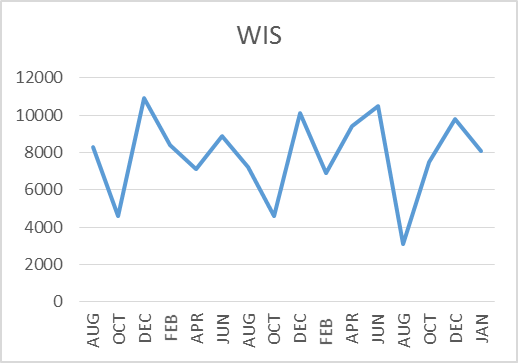 WIS
12000
10000
8000
6000
4000
2000
0
AUG
OCT
DEC
FEB
APR
JUN
AUG
OCT
DEC
FEB
APR
JUN
AUG
OCT
DEC
JAN